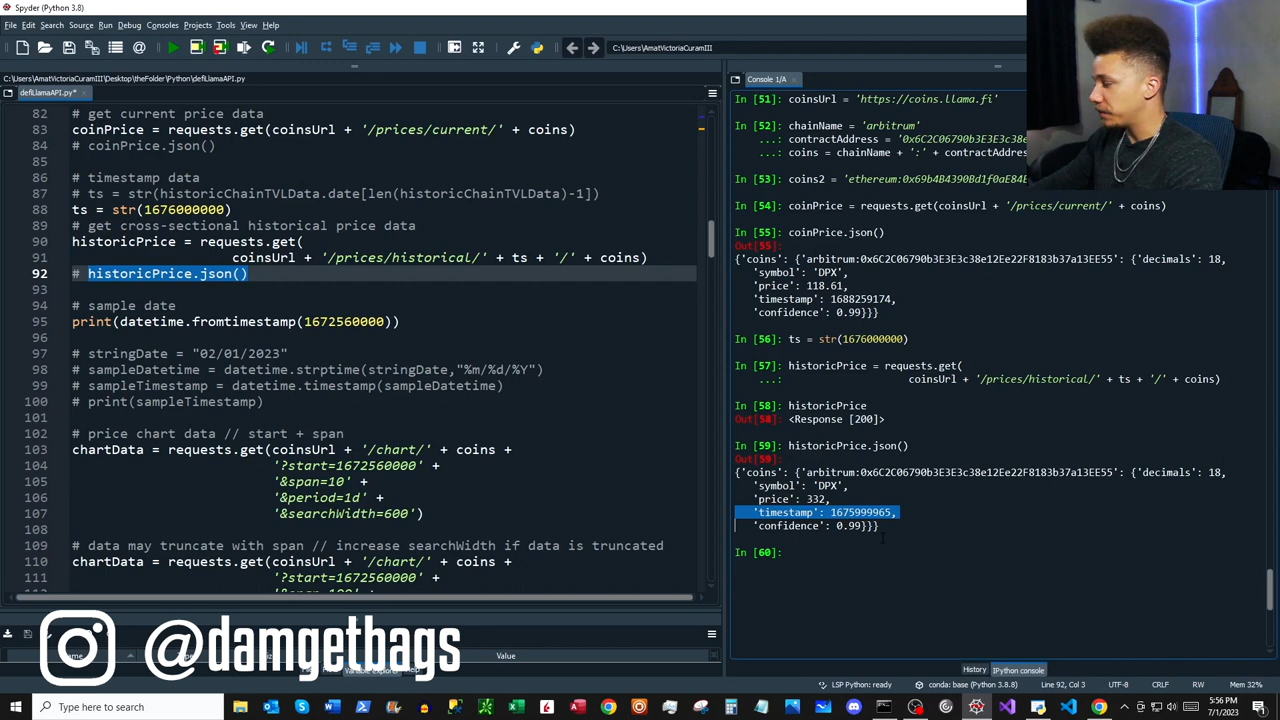 Spyder (Python 3.8)
File Edit Search Source Run Debug Consoles Projects Tools View Help
C:\Users\AmatVictoriaCuramIII
C:\Users\AmatVictoriaCuramIII\Desktop\theFolder\Python\defiLlamaAPI.py
defiLlamaAPI.py*
Console 1/A
82 # get current price data
83 coinPrice = requests.get(coinsUrl + '/prices/current/' + coins)
84 # coinPrice.json()
85
86 # timestamp data
87 # ts = str(historicChainTVLData.date[len(historicChainTVLData)-1])
88 ts = str(1676000000)
89 # get cross-sectional historical price data
90 historicPrice = requests.get(
91 coinsUrl + '/prices/historical/' + ts + '/' + coins)
92 # historicPrice.json()
93
94 # sample date
95 print(datetime.fromtimestamp(1672560000))
96
97 # stringDate = "02/01/2023"
98 # sampleDatetime = datetime.strptime(stringDate,"%m/%d/%Y")
99 # sampleTimestamp = datetime.timestamp(sampleDatetime)
100 # print(sampleTimestamp)
101
102 # price chart data // start + span
103 chartData = requests.get(coinsUrl + '/chart/' + coins +
104 '?start=1672560000' +
105 '&span=10' +
106 '&period=1d' +
107 '&searchWidth=600')
108
109 # data may truncate with span // increase searchWidth if data is truncated
110 chartData = requests.get(coinsUrl + '/chart/' + coins +
111 '?start=1672560000' +
In [51]: coinsUrl = 'https://coins.llama.fi'
In [52]: chainName = 'arbitrum'
...: contractAddress = '0x6C2C06790b3E3E3c38e
...: coins = chainName + ':' + contractAddress
In [53]: coins2 = 'ethereum:0x69b4B4390Bd1f0aE84E
In [54]: coinPrice = requests.get(coinsUrl + '/prices/current/' + coins)
In [55]: coinPrice.json()
Out[55]:
{'coins': {'arbitrum:0x6C2C06790b3E3E3c38e12Ee22F8183b37a13EE55': {'decimals': 18,
'symbol': 'DPX',
'price': 118.61,
'timestamp': 1688259174,
'confidence': 0.99}}}
In [56]: ts = str(1676000000)
In [57]: historicPrice = requests.get(
...: coinsUrl + '/prices/historical/' + ts + '/' + coins)
In [58]: historicPrice
Out[58]: <Response [200]>
In [59]: historicPrice.json()
Out[59]:
{'coins': {'arbitrum:0x6C2C06790b3E3E3c38e12Ee22F8183b37a13EE55': {'decimals': 18,
'symbol': 'DPX',
'price': 332,
'timestamp': 1675999965,
'confidence': 0.99}}}
In [60]:
Value
@damgetbags
History IPython console
LSP Python: ready conda: base (Python 3.8.8) Line 92, Col 3 UTF-8 CRLF RW Mem 32%
Type here to search
5:56 PM
7/1/2023